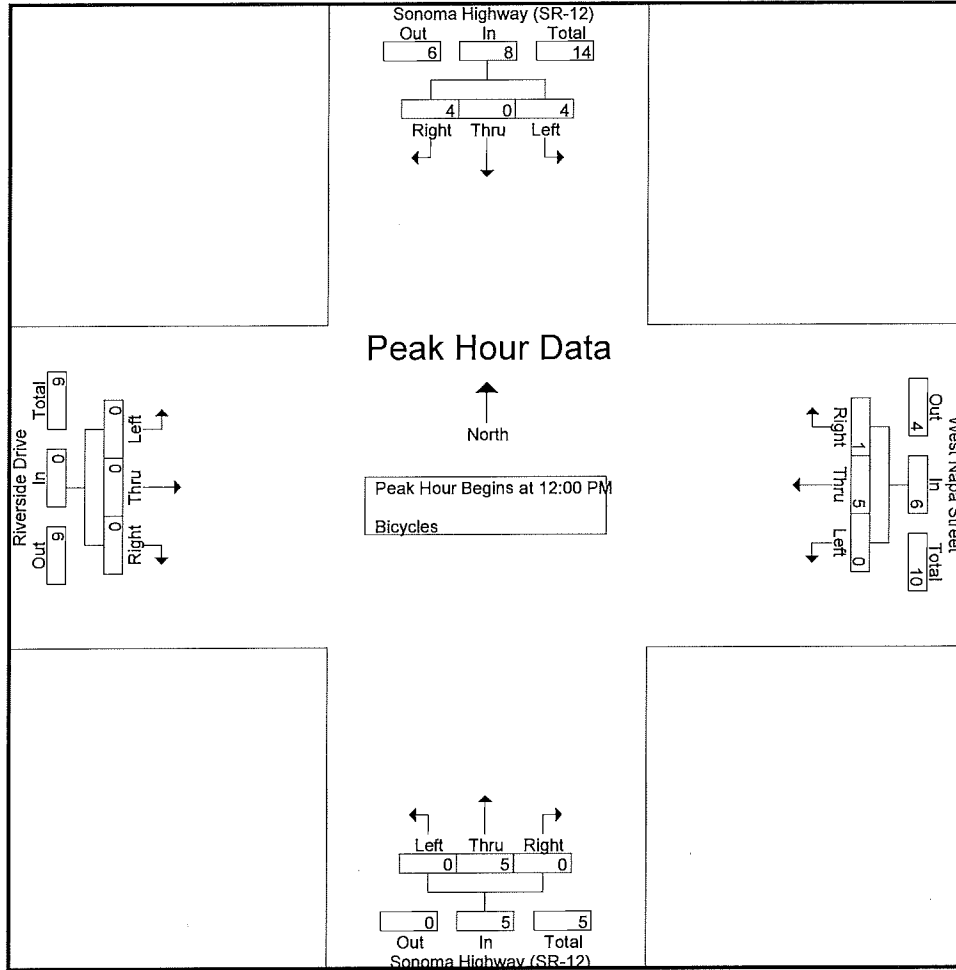 Sonoma Highway (SR-12)
Out In Total
6 8 14
4 0 4
Right Thru Left
Peak Hour Data
North
Peak Hour Begins at 12:00 PM
Bicycles
Riverside Drive
Out In Total
9 0 9
0 0 0
Right Thru Left
West Napa Street
Out In Total
4 6 10
1 5 0
Right Thru Left
Left Thru Right
0 5 0
0 5 5
Out In Total
Sonoma Highway (SR-12)